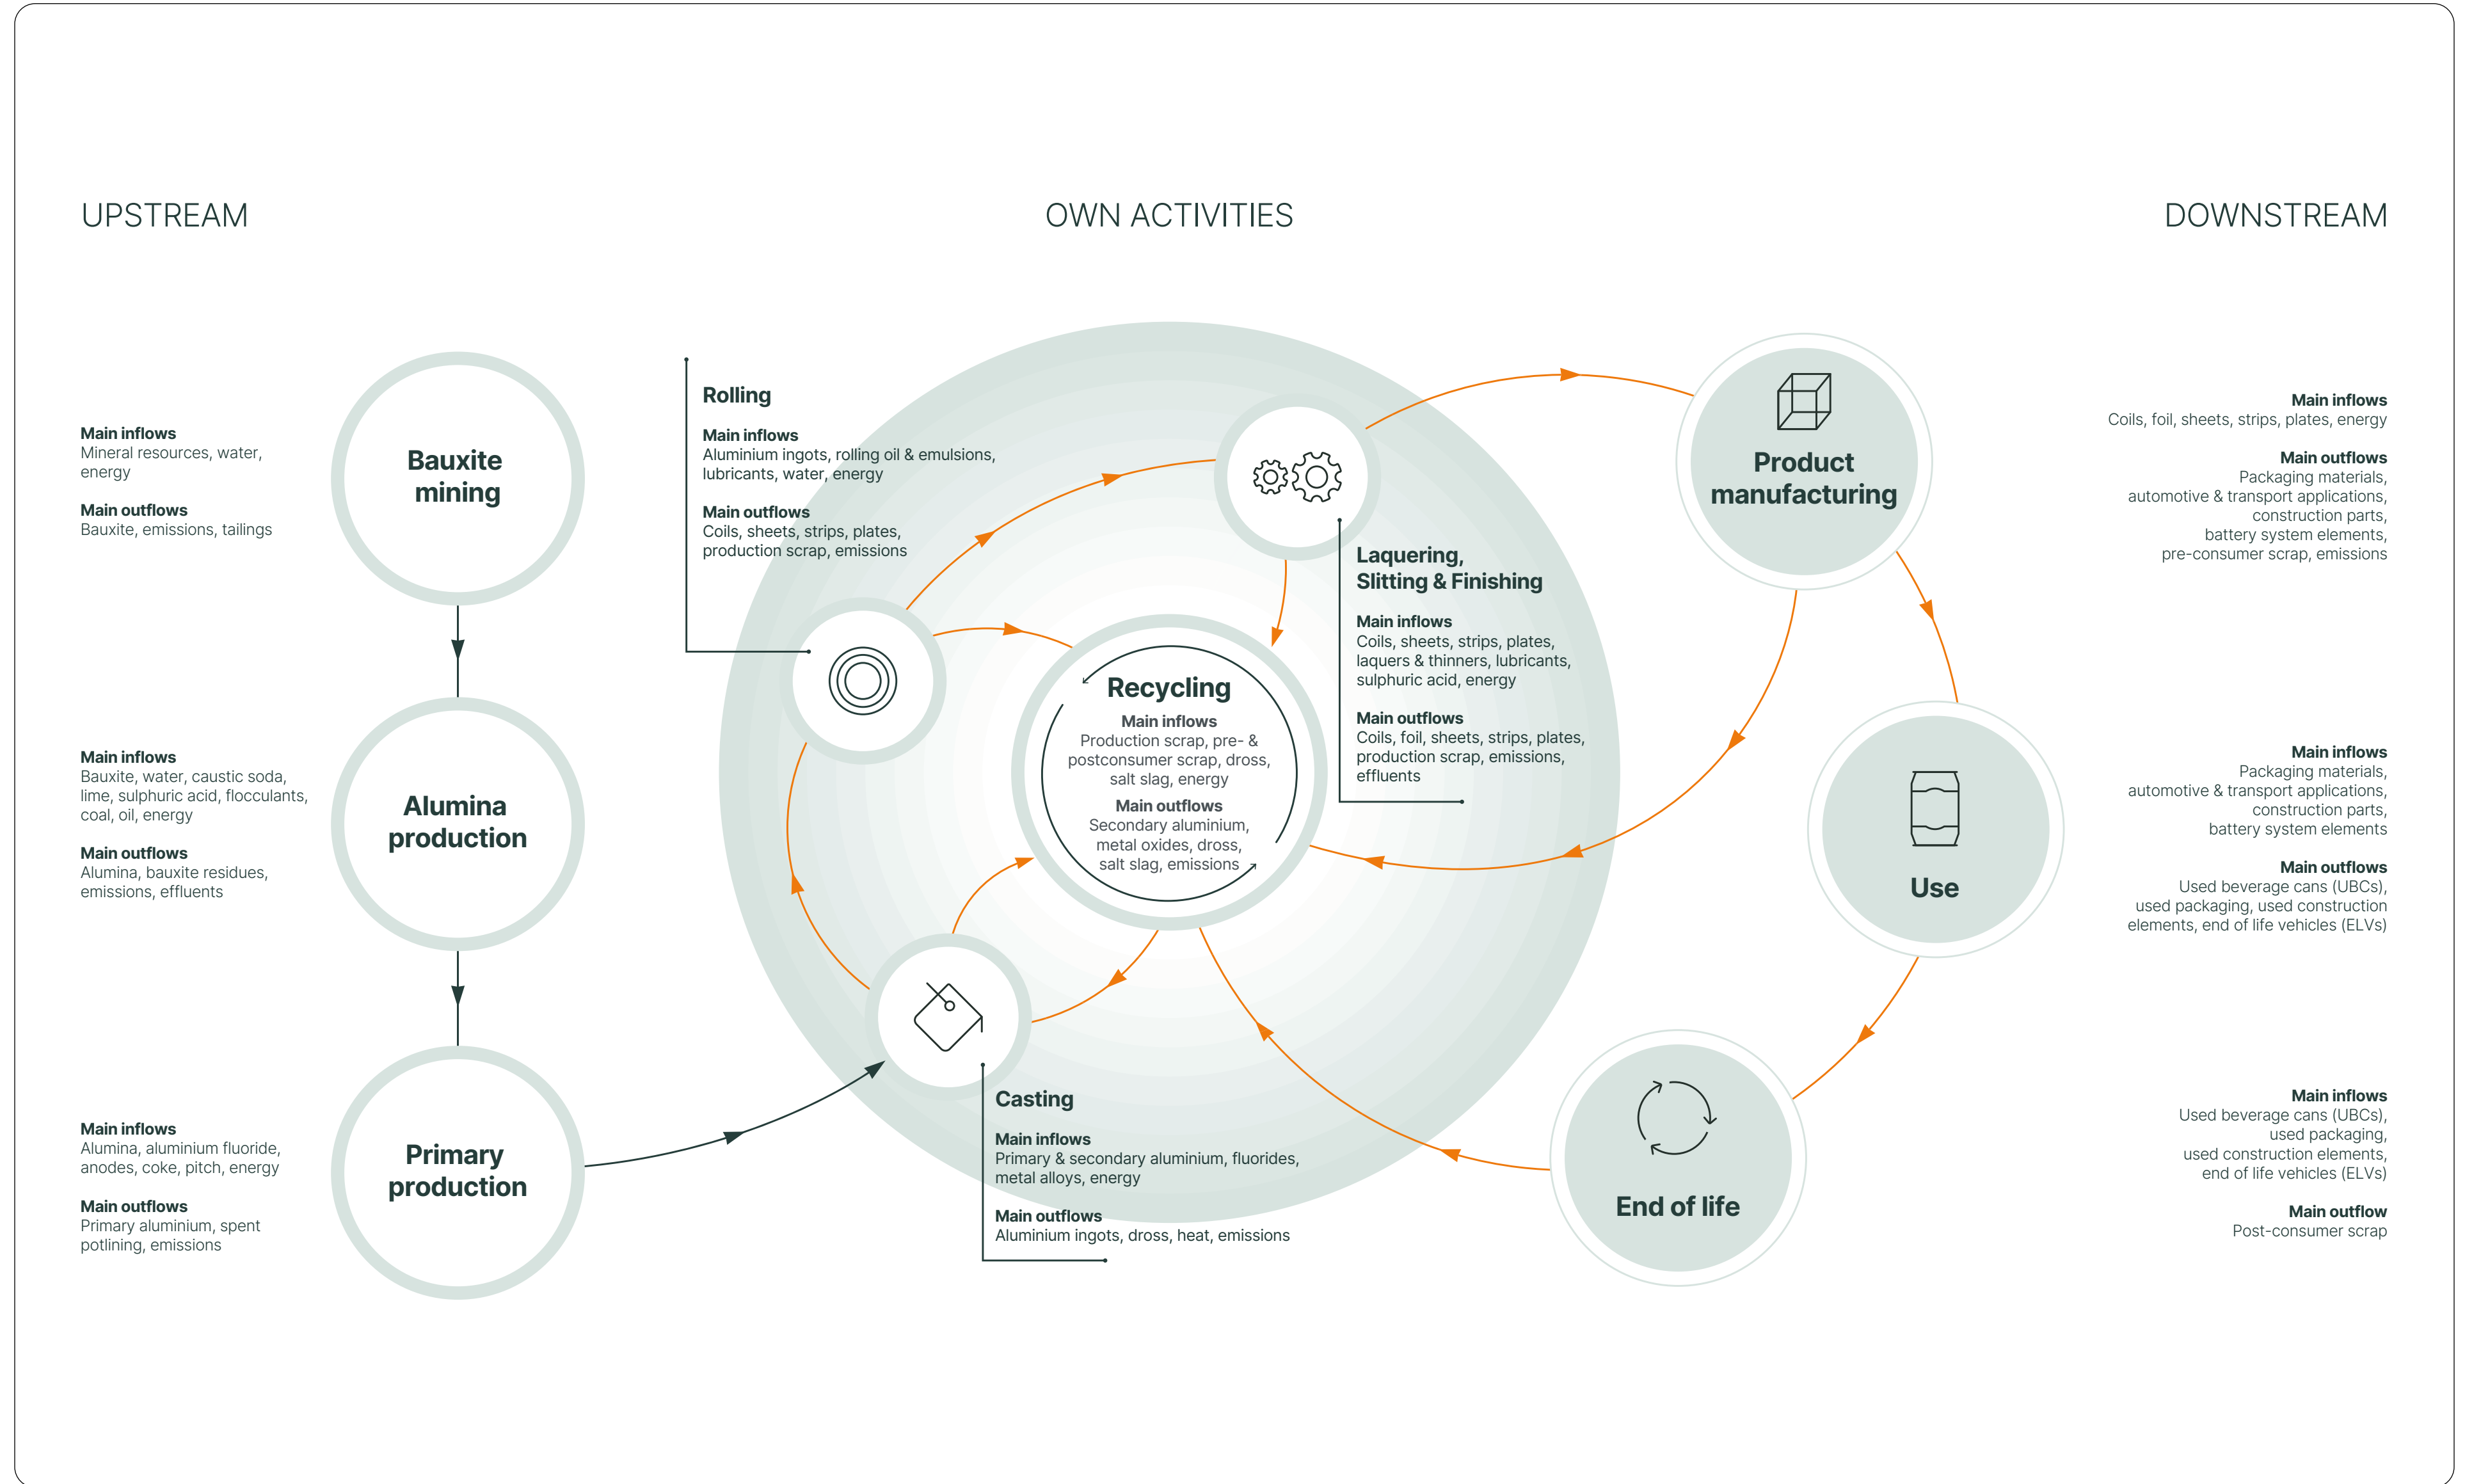 UPSTREAM
OWN ACTIVITIES
DOWNSTREAM
Main inflows
Mineral resources, water,
energy
Main outflows
Bauxite, emissions, tailings
Bauxite
mining
Main inflows
Bauxite, water, caustic soda,
lime, sulphuric acid, flocculants,
coal, oil, energy
Main outflows
Alumina, bauxite residues,
emissions, effluents
Alumina
production
Main inflows
Alumina, aluminium fluoride,
anodes, coke, pitch, energy
Main outflows
Primary aluminium, spent
potlining, emissions
Primary
production
Rolling
Main inflows
Aluminium ingots, rolling oil & emulsions,
lubricants, water, energy
Main outflows
Coils, sheets, strips, plates,
production scrap, emissions
Laquering,
Slitting & Finishing
Main inflows
Coils, sheets, strips, plates,
laquers & thinners, lubricants,
sulphuric acid, energy
Main outflows
Coils, foil, sheets, strips, plates,
production scrap, emissions,
effluents
Recycling
Main inflows
Production scrap, pre- &
postconsumer scrap, dross,
salt slag, energy
Main outflows
Secondary aluminium,
metal oxides, dross,
salt slag, emissions
Casting
Main inflows
Primary & secondary aluminium, fluorides,
metal alloys, energy
Main outflows
Aluminium ingots, dross, heat, emissions
Product
manufacturing
Main inflows
Coils, foil, sheets, strips, plates, energy
Main outflows
Packaging materials,
automotive & transport applications,
construction parts,
battery system elements,
pre-consumer scrap, emissions
Use
Main inflows
Packaging materials,
automotive & transport applications,
construction parts,
battery system elements
Main outflows
Used beverage cans (UBCs),
used packaging, used construction
elements, end of life vehicles (ELVs)
End of life
Main inflows
Used beverage cans (UBCs),
used packaging,
used construction elements,
end of life vehicles (ELVs)
Main outflow
Post-consumer scrap